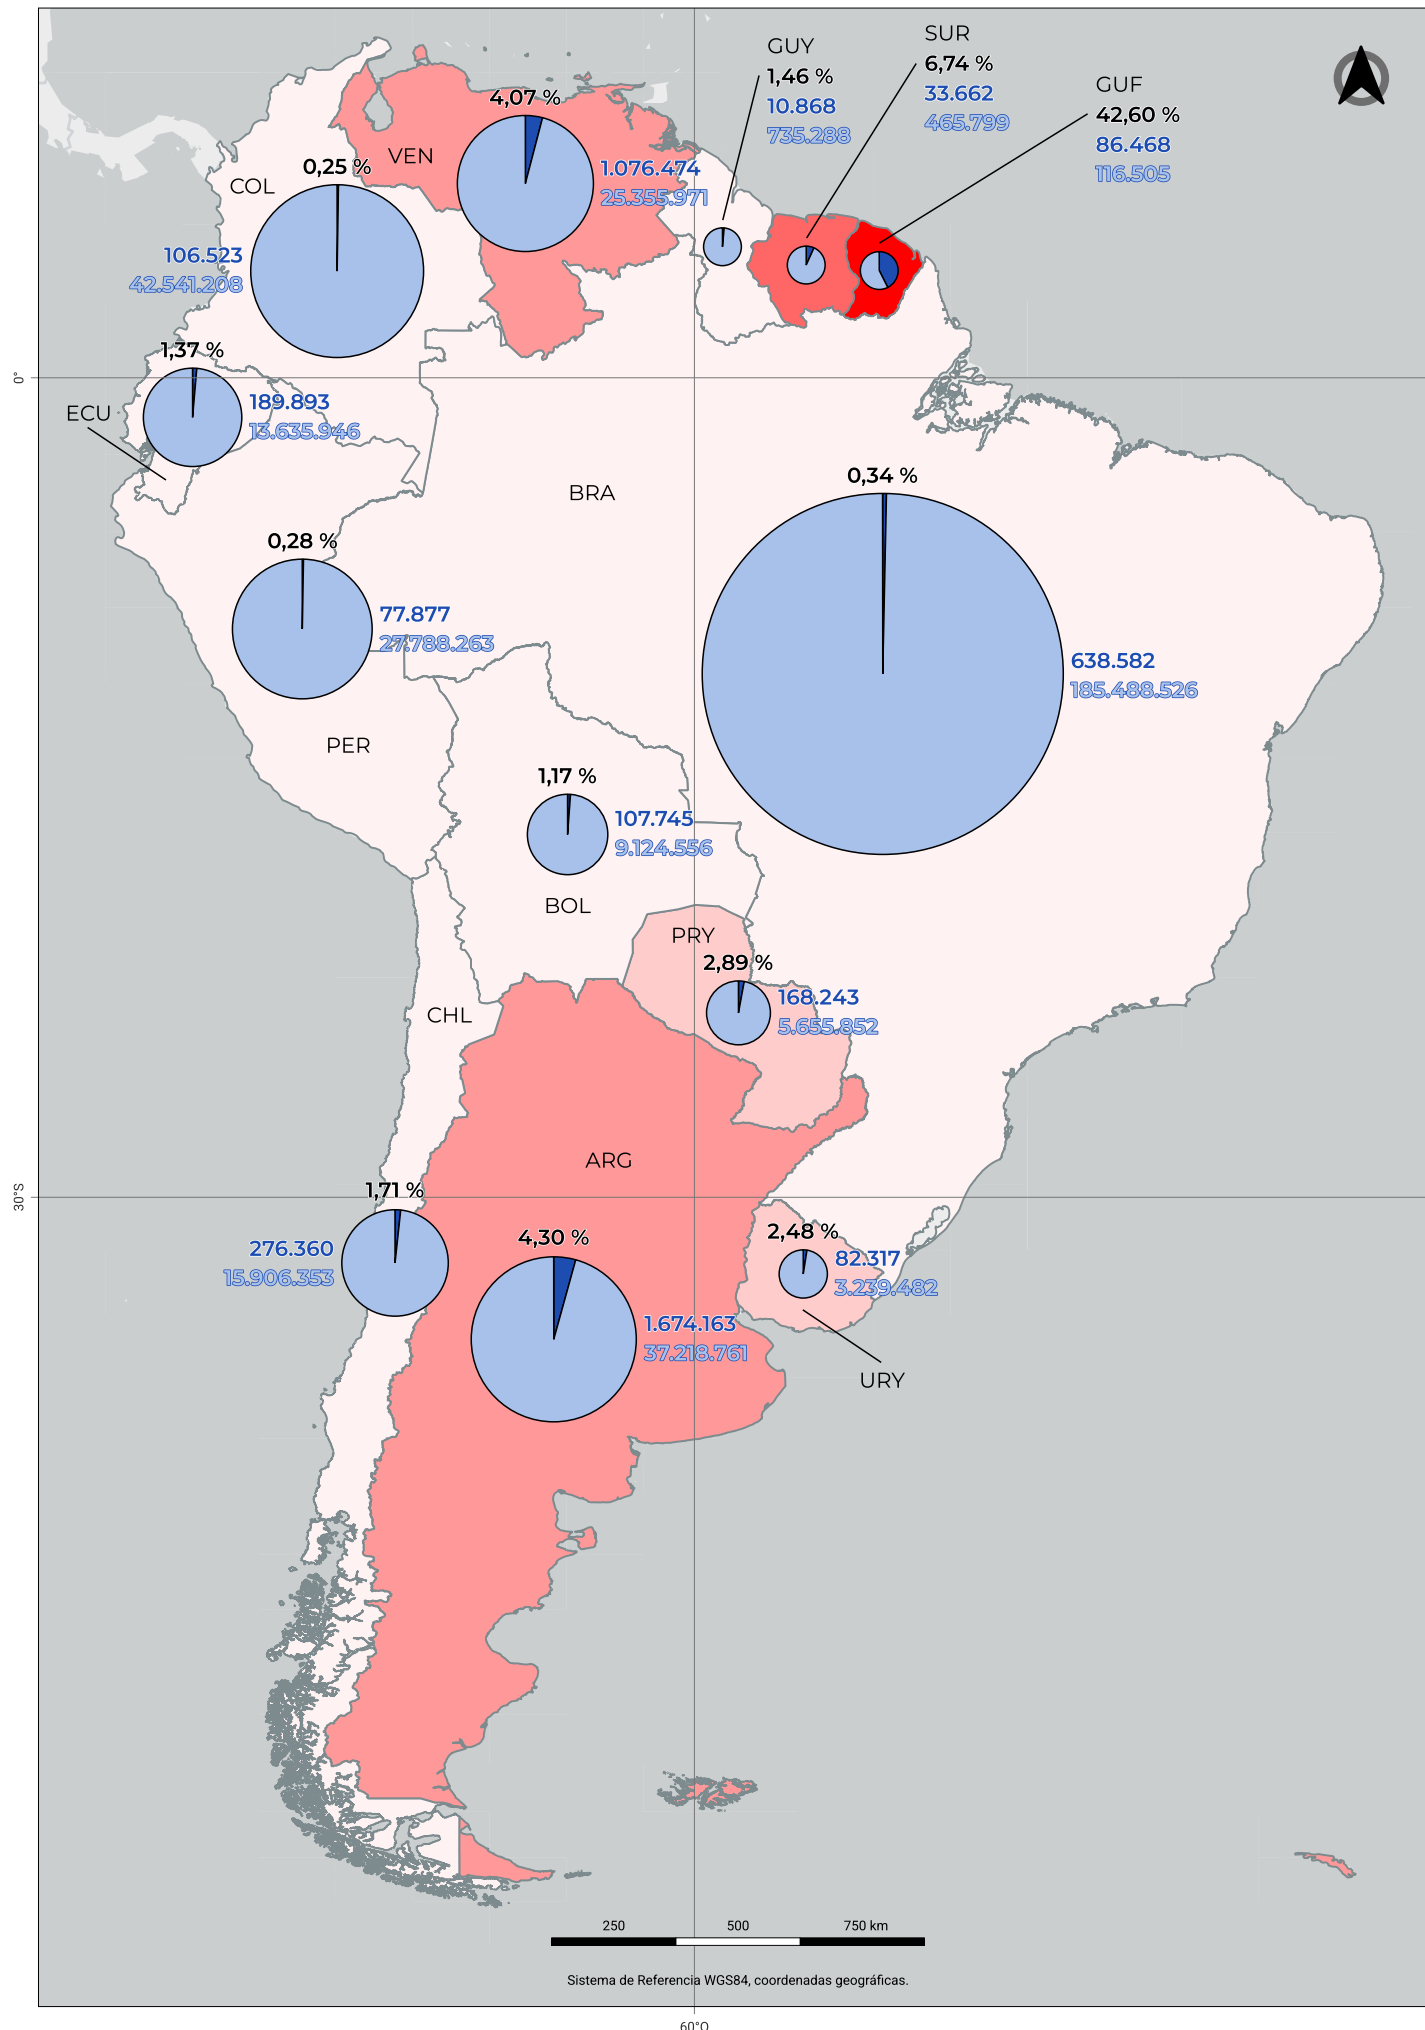 GUY
1,46 %
10.868
735.288
SUR
6,74 %
33.662
465.799
GUF
42,60 %
86.468
116.505
VEN
4,07 %
1.076.474
25.355.971
COL
0,25 %
106.523
42.541.208
0°
ECU
1,37 %
189.893
13.635.946
BRA
0,34 %
638.582
185.488.526
0,28 %
77.877
27.788.263
PER
1,17 %
107.745
9.124.556
BOL
PRY
2,89 %
168.243
5.655.852
CHL
ARG
30°S
1,71 %
276.360
15.906.353
4,30 %
1.674.163
37.218.761
2,48 %
82.317
3.239.482
URY
250 500 750 km
Sistema de Referencia WGS84, coordenadas geográficas.
60°O